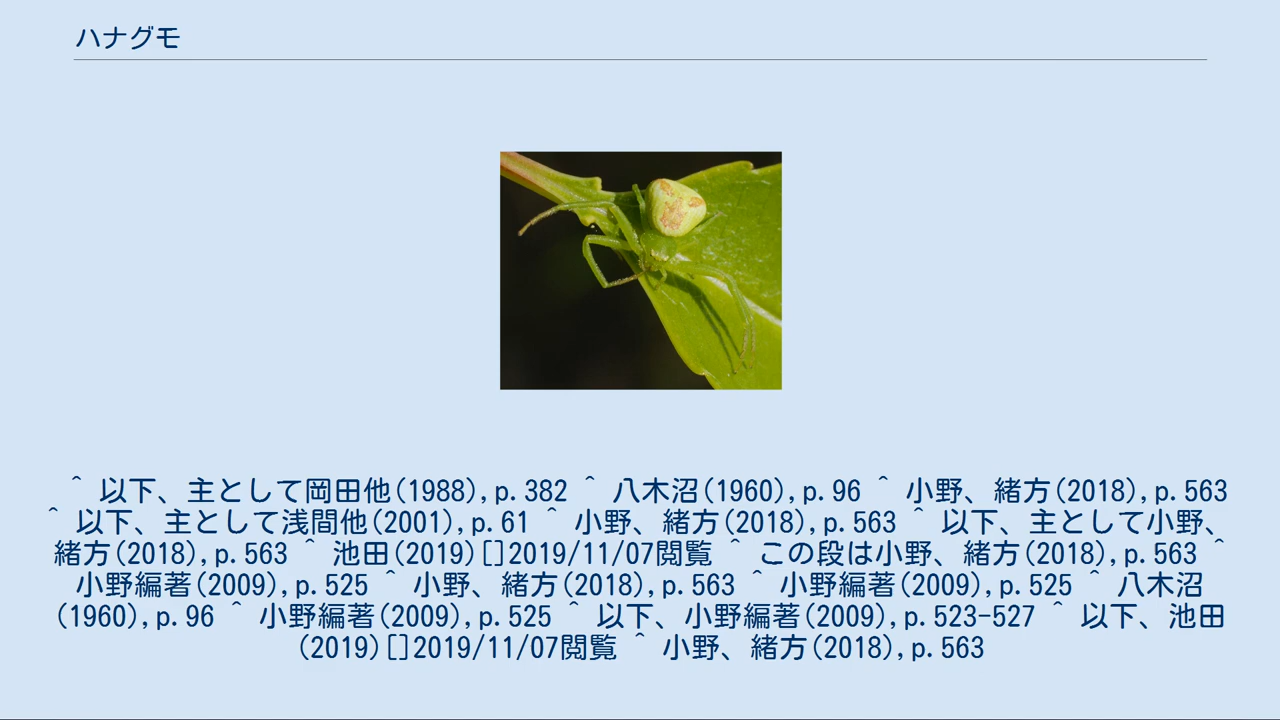 ハナグモ
^ 以下、主として岡田他(1988),p.382 ^ 八木沼(1960),p.96 ^ 小野、緒方(2018),p.563
^ 以下、主として浅間他(2001),p.61 ^ 小野、緒方(2018),p.563 ^ 以下、主として小野、
緒方(2018),p.563 ^ 池田(2019)[]2019/11/07閲覧 ^ この段は小野、緒方(2018),p.563 ^
小野編著(2009),p.525 ^ 小野、緒方(2018),p.563 ^ 小野編著(2009),p.525 ^ 八木沼
(1960),p.96 ^ 小野編著(2009),p.525 ^ 以下、小野編著(2009),p.523-527 ^ 以下、池田
(2019)[]2019/11/07閲覧 ^ 小野、緒方(2018),p.563